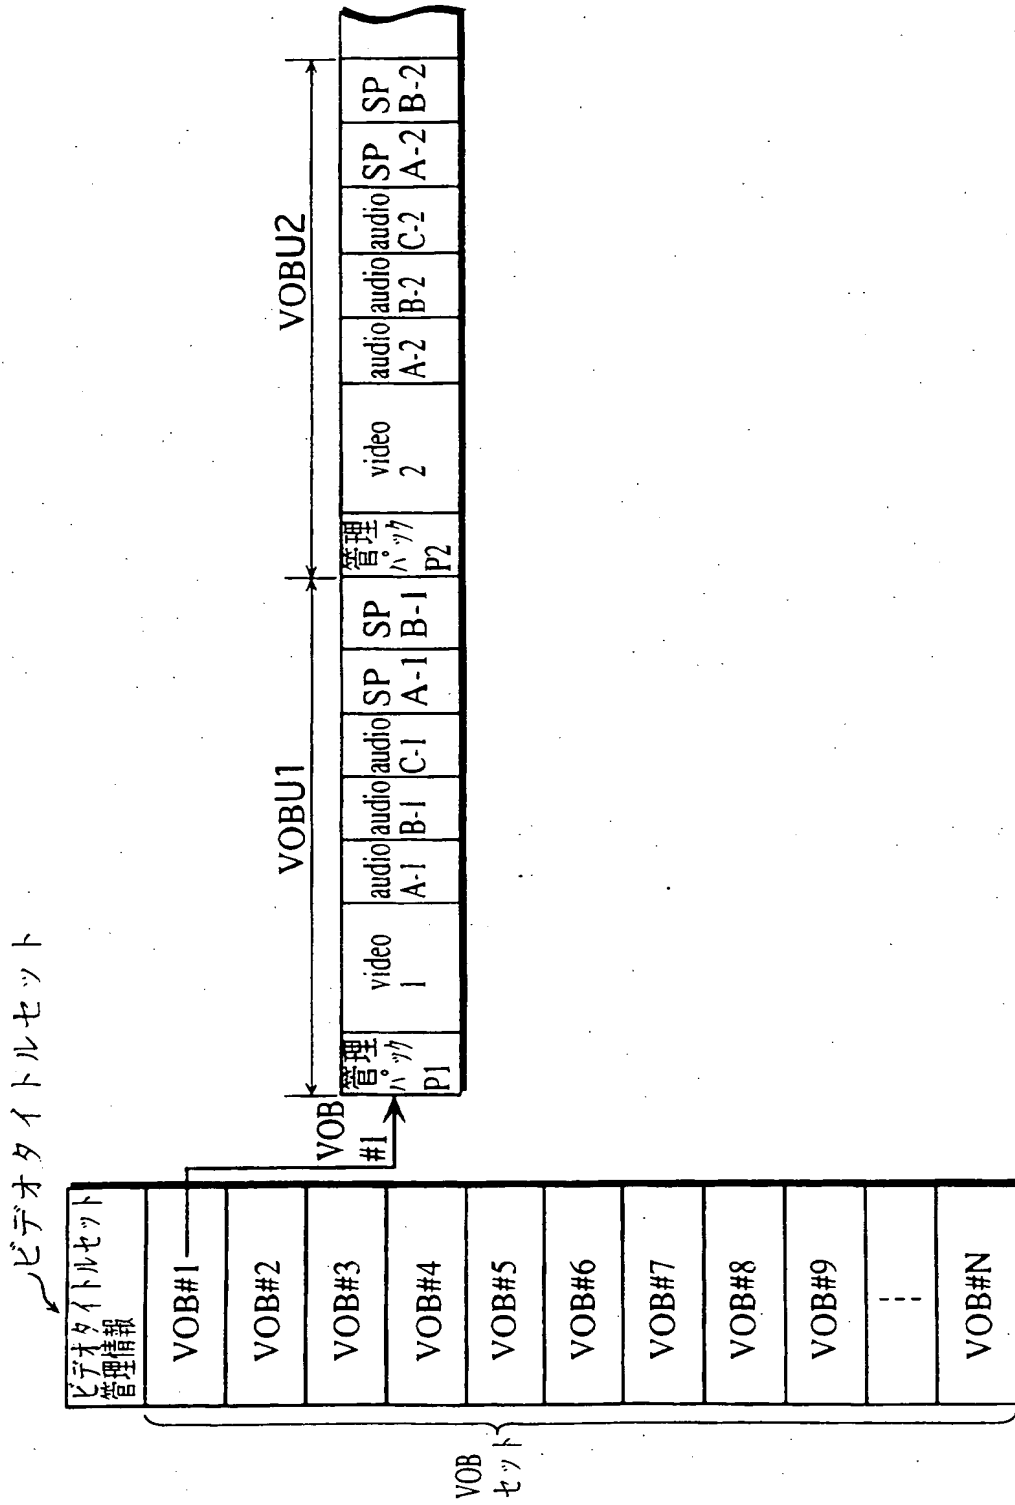 ビデオタイトルセット
ビデオタイトルセット
管理情報
VOB#1
VOB#2
VOB#3
VOB#4
VOB#5
VOB#6
VOB#7
VOB#8
VOB#9
VOB#N
VOB
セット
VOB
#1
VOBU1
VOBU2
管理
パック
P1
video
1
audio
A-1
audio
B-1
audio
C-1
SP
A-1
SP
B-1
管理
パック
P2
video
2
audio
A-2
audio
B-2
audio
C-2
SP
A-2
SP
B-2